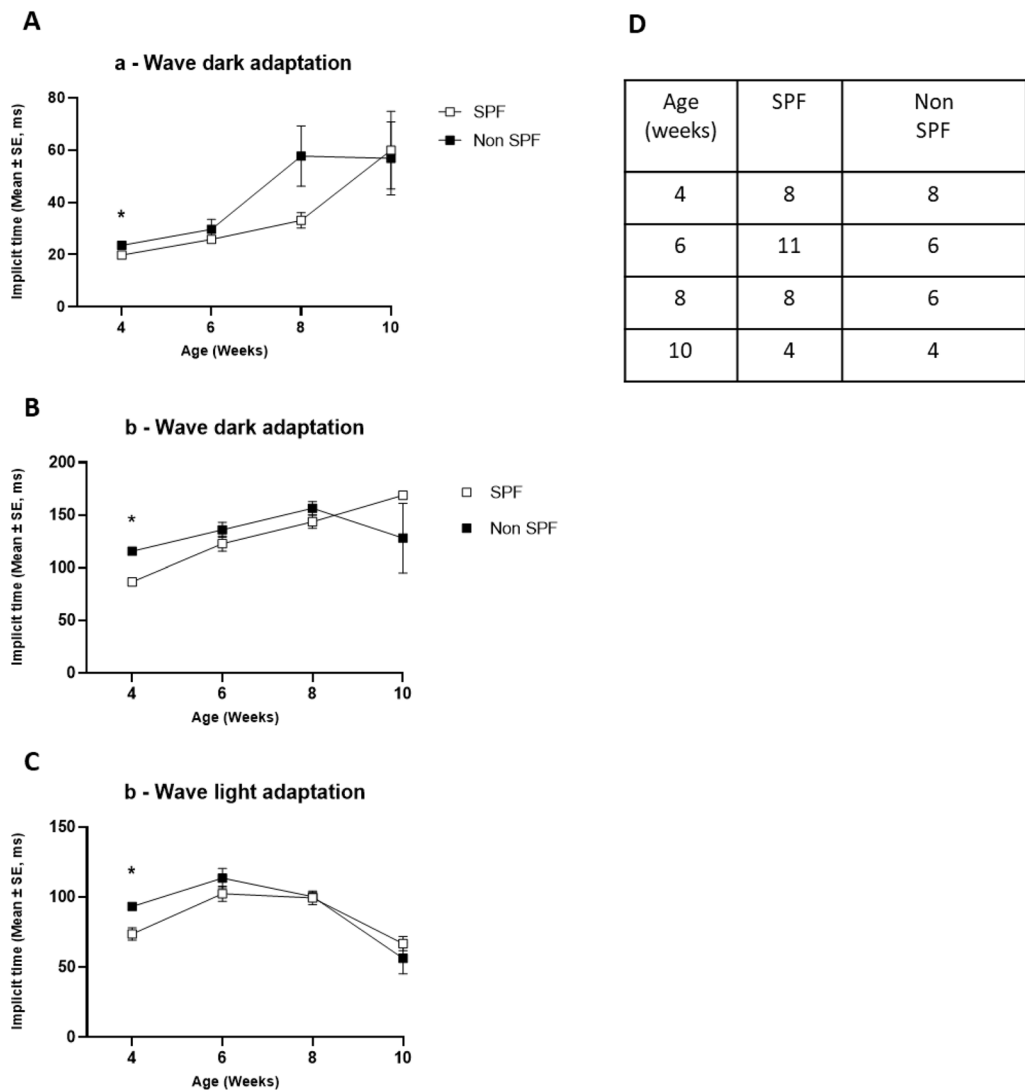 A
a - Wave dark adaptation
Implicit time (Mean ± SE, ms)
80
60
40
20
0
*
4 6 8 10
Age (Weeks)
SPF
Non SPF
B
b - Wave dark adaptation
Implicit time (Mean ± SE, ms)
200
150
100
50
0
*
4 6 8 10
Age (Weeks)
SPF
Non SPF
C
b - Wave light adaptation
Implicit time (Mean ± SE, ms)
150
100
50
0
*
4 6 8 10
Age (Weeks)
D
Age (weeks) SPF Non SPF
4 8 8
6 11 6
8 8 6
10 4 4